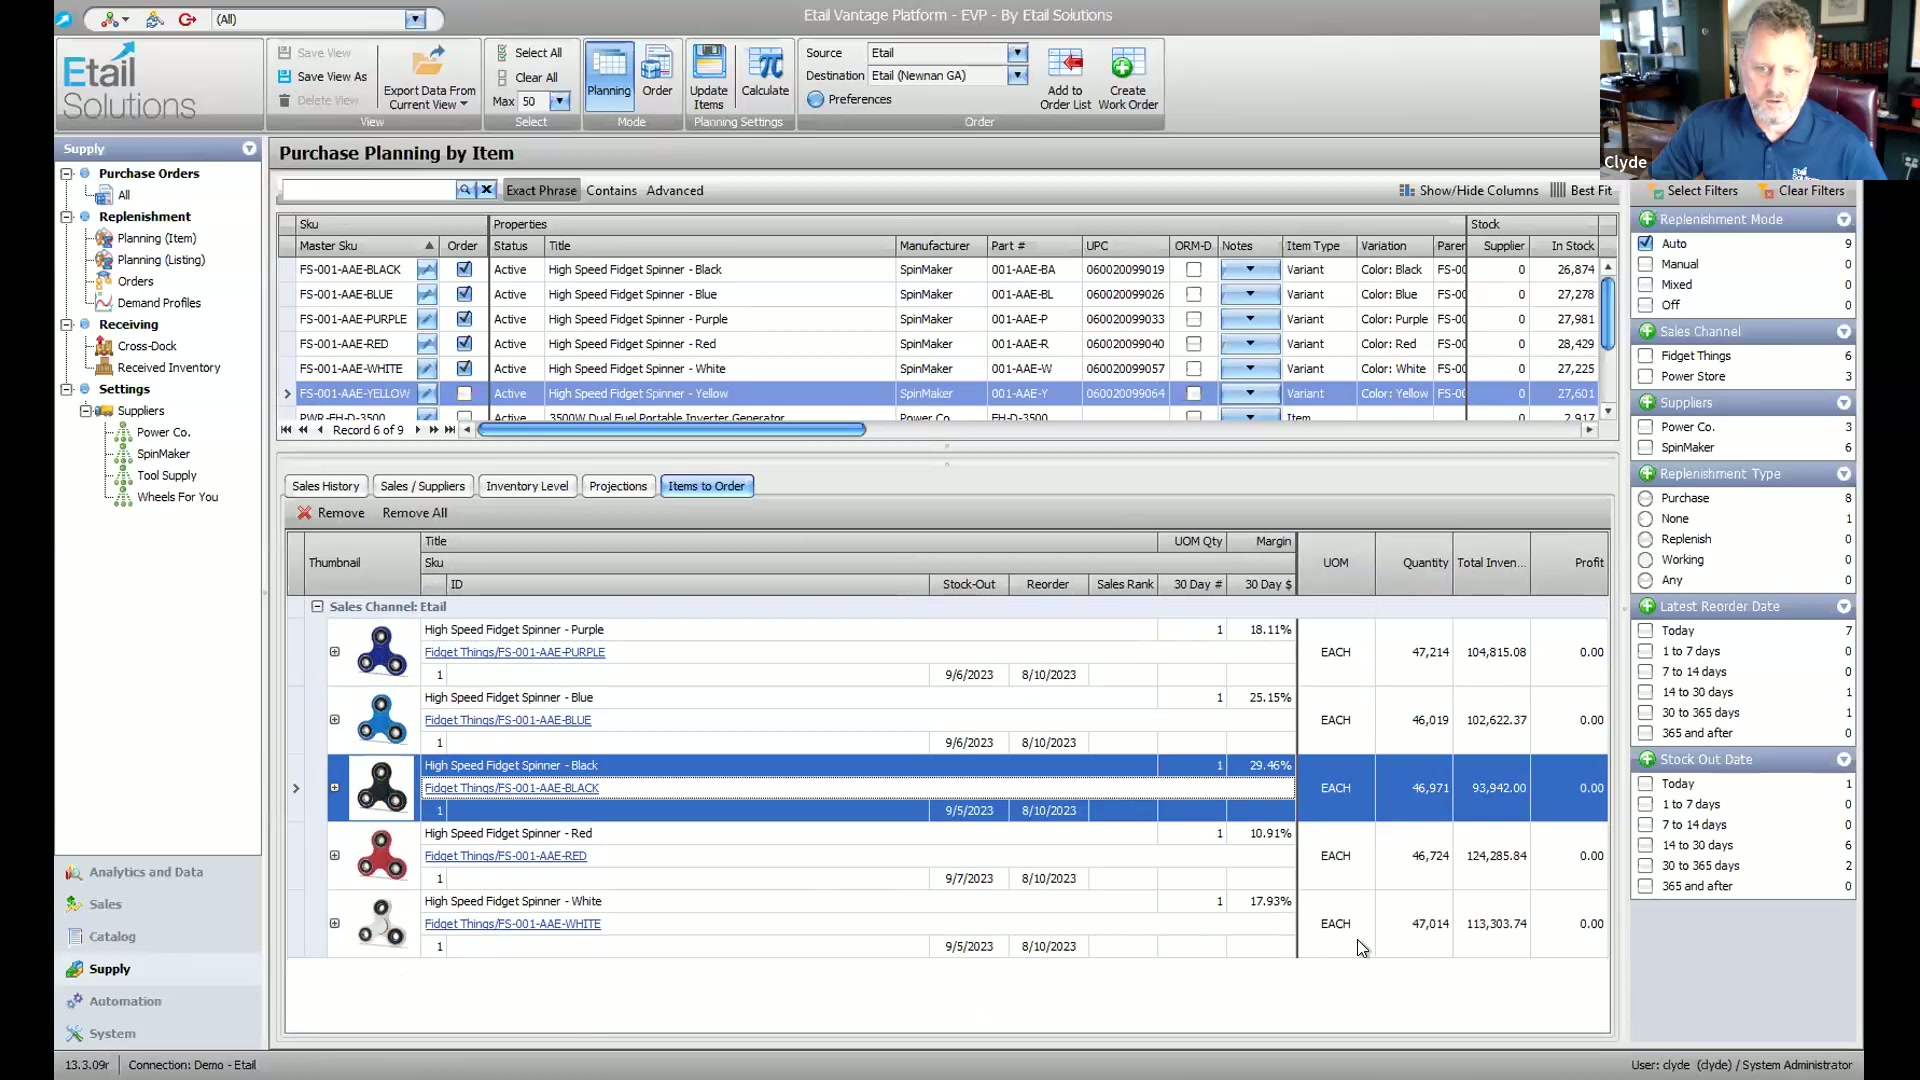 (All)
Etail Vantage Platform - EVP - By Etail Solutions
Etail
Solutions
Save View
Save View As
Delete View
Export Data From
Current View
View
Select All
Clear All
Max 50
Select
Planning
Order
Mode
Update
Items
Calculate
Planning Settings
Source Etail
Destination Etail (Newnan GA)
Preferences
Add to
Order List
Create
Work Order
Order
Clyde
Supply
Purchase Orders
All
Replenishment
Planning (Item)
Planning (Listing)
Orders
Demand Profiles
Receiving
Cross-Dock
Received Inventory
Settings
Suppliers
Power Co.
SpinMaker
Tool Supply
Wheels For You
Analytics and Data
Sales
Catalog
Supply
Automation
System
Purchase Planning by Item
Exact Phrase Contains Advanced
Show/Hide Columns Best Fit
Sku Properties Stock
Master Sku Order Status Title Manufacturer Part # UPC ORM-D Notes Item Type Variation Paren Supplier In Stock
FS-001-AAE-BLACK Active High Speed Fidget Spinner - Black SpinMaker 001-AAE-BA 060020099019 Variant Color: Black FS-00 0 26,874
FS-001-AAE-BLUE Active High Speed Fidget Spinner - Blue SpinMaker 001-AAE-BL 060020099026 Variant Color: Blue FS-00 0 27,278
FS-001-AAE-PURPLE Active High Speed Fidget Spinner - Purple SpinMaker 001-AAE-P 060020099033 Variant Color: Purple FS-00 0 27,981
FS-001-AAE-RED Active High Speed Fidget Spinner - Red SpinMaker 001-AAE-R 060020099040 Variant Color: Red FS-00 0 28,429
FS-001-AAE-WHITE Active High Speed Fidget Spinner - White SpinMaker 001-AAE-W 060020099057 Variant Color: White FS-00 0 27,225
FS-001-AAE-YELLOW Active High Speed Fidget Spinner - Yellow SpinMaker 001-AAE-Y 060020099064 Variant Color: Yellow FS-00 0 27,601
PWR-FH-D-3500 Active 3500W Dual Fuel Portable Inverter Generator Power Co. FH-D-3500 Item 0 2,917
Record 6 of 9
Sales History Sales / Suppliers Inventory Level Projections Items to Order
Remove Remove All
Thumbnail
Title UOM Qty Margin
Sku
ID Stock-Out Reorder Sales Rank 30 Day # 30 Day $
UOM Quantity Total Inven... Profit
Sales Channel: Etail
High Speed Fidget Spinner - Purple 1 18.11%
Fidget Things/FS-001-AAE-PURPLE EACH 47,214 104,815.08 0.00
1 9/6/2023 8/10/2023
High Speed Fidget Spinner - Blue 1 25.15%
Fidget Things/FS-001-AAE-BLUE EACH 46,019 102,622.37 0.00
1 9/6/2023 8/10/2023
High Speed Fidget Spinner - Black 1 29.46%
Fidget Things/FS-001-AAE-BLACK EACH 46,971 93,942.00 0.00
1 9/5/2023 8/10/2023
High Speed Fidget Spinner - Red 1 10.91%
Fidget Things/FS-001-AAE-RED EACH 46,724 124,285.84 0.00
1 9/7/2023 8/10/2023
High Speed Fidget Spinner - White 1 17.93%
Fidget Things/FS-001-AAE-WHITE EACH 47,014 113,303.74 0.00
1 9/5/2023 8/10/2023
Select Filters Clear Filters
Replenishment Mode
Auto 9
Manual 0
Mixed 0
Off 0
Sales Channel
Fidget Things 6
Power Store 3
Suppliers
Power Co. 3
SpinMaker 6
Replenishment Type
Purchase 8
None 1
Replenish 0
Working 0
Any 0
Latest Reorder Date
Today 7
1 to 7 days 0
7 to 14 days 0
14 to 30 days 1
30 to 365 days 1
365 and after 0
Stock Out Date
Today 1
1 to 7 days 0
7 to 14 days 0
14 to 30 days 6
30 to 365 days 2
365 and after 0
13.3.09r Connection: Demo - Etail
User: clyde (clyde) / System Administrator